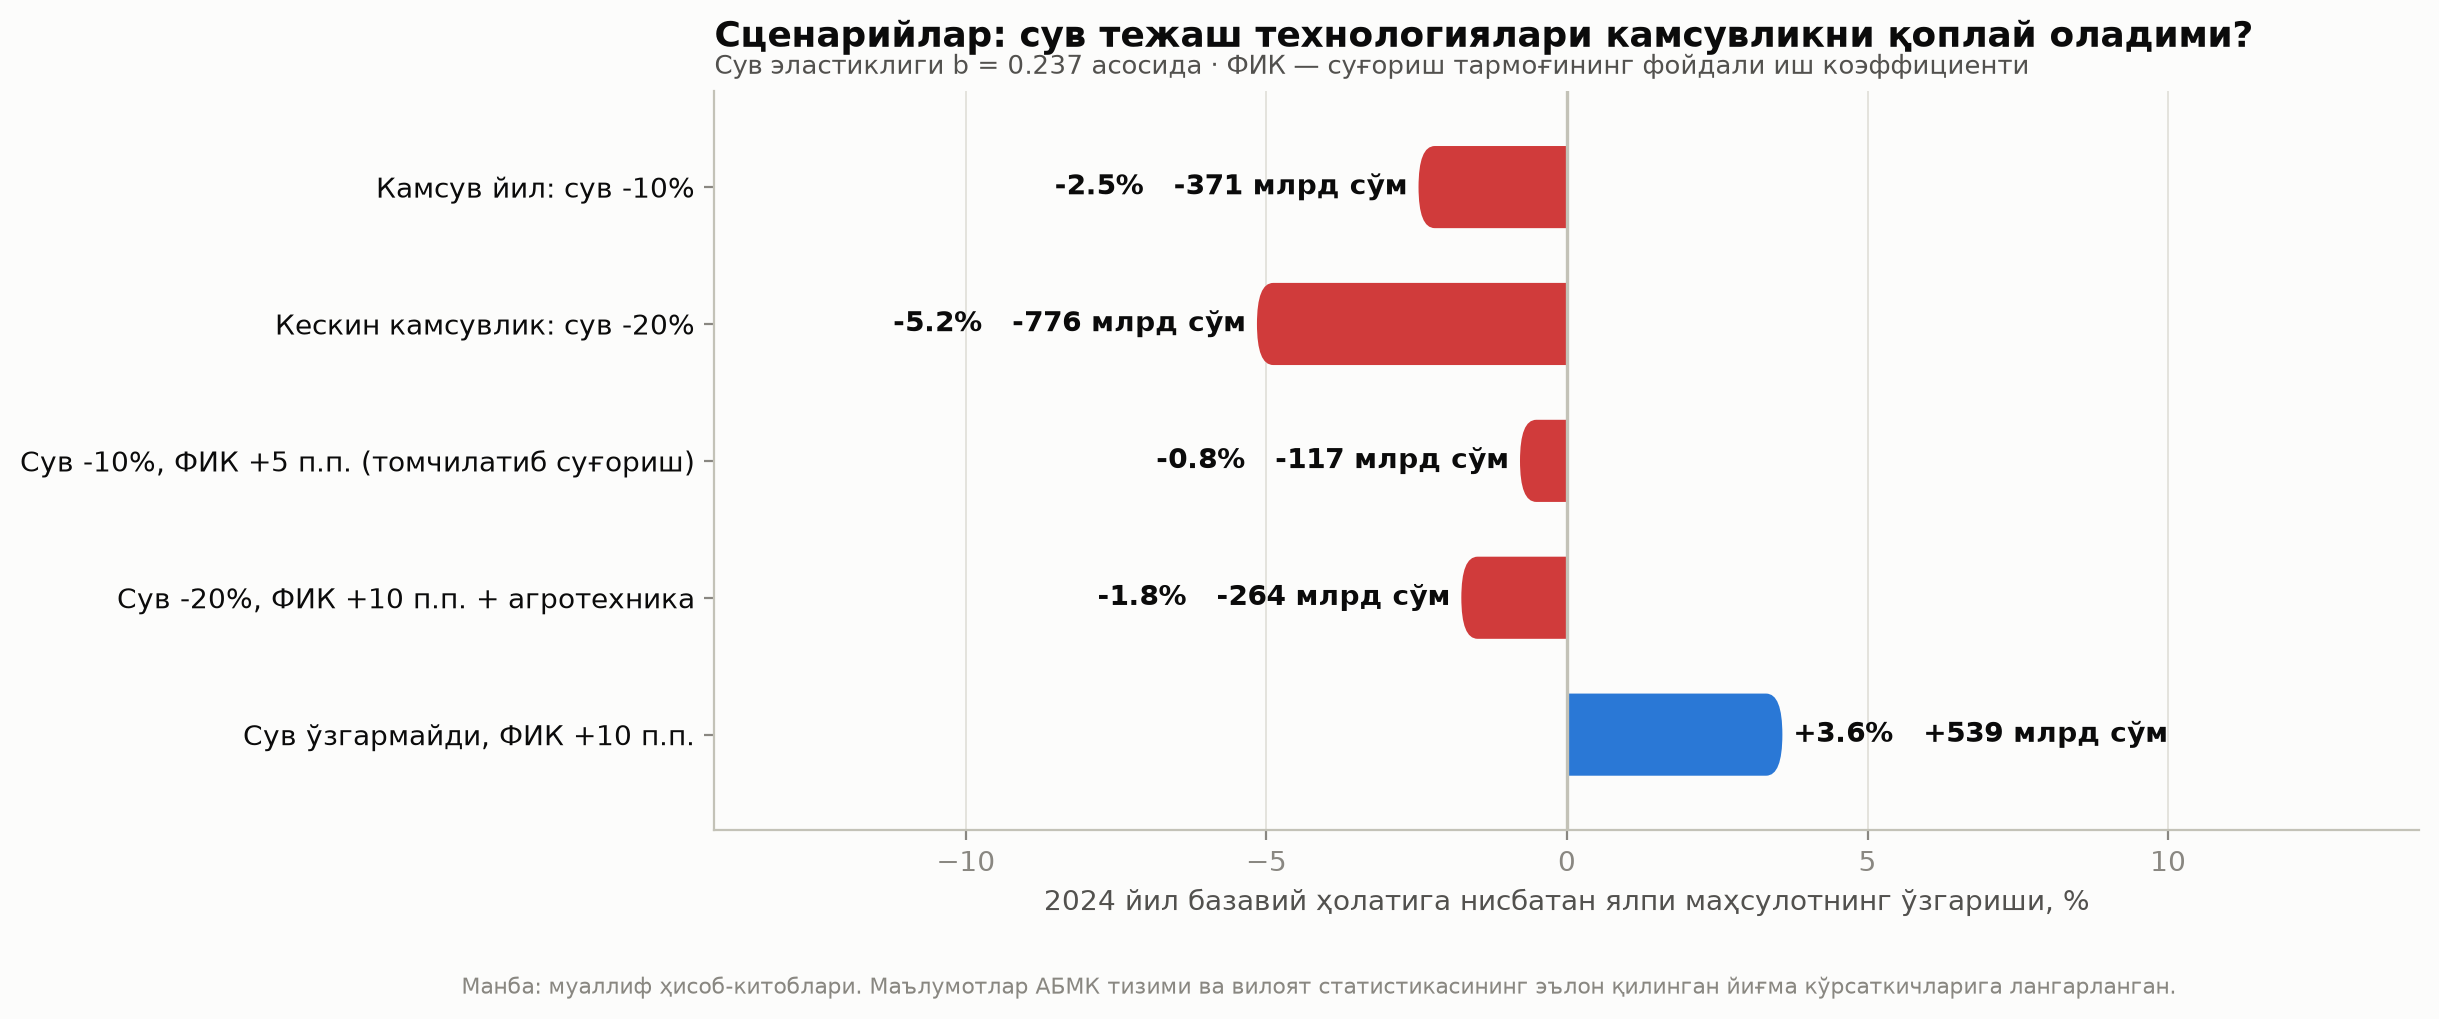 Сценарийлар: сув тежаш технологиялари камсувликни қоплай оладими?
Сув эластиклиги b = 0.237 асосида · ФИК — суғориш тармоғининг фойдали иш коэффициенти
Камсув йил: сув -10%
-2.5% -371 млрд сўм
Кескин камсувлик: сув -20%
-5.2% -776 млрд сўм
Сув -10%, ФИК +5 п.п. (томчилатиб суғориш)
-0.8% -117 млрд сўм
Сув -20%, ФИК +10 п.п. + агротехника
-1.8% -264 млрд сўм
Сув ўзгармайди, ФИК +10 п.п.
+3.6% +539 млрд сўм
−10 −5 0 5 10
2024 йил базавий ҳолатига нисбатан ялпи маҳсулотнинг ўзгариши, %
Манба: муаллиф ҳисоб-китоблари. Маълумотлар АБМК тизими ва вилоят статистикасининг эълон қилинган йиғма кўрсаткичларига лангарланган.